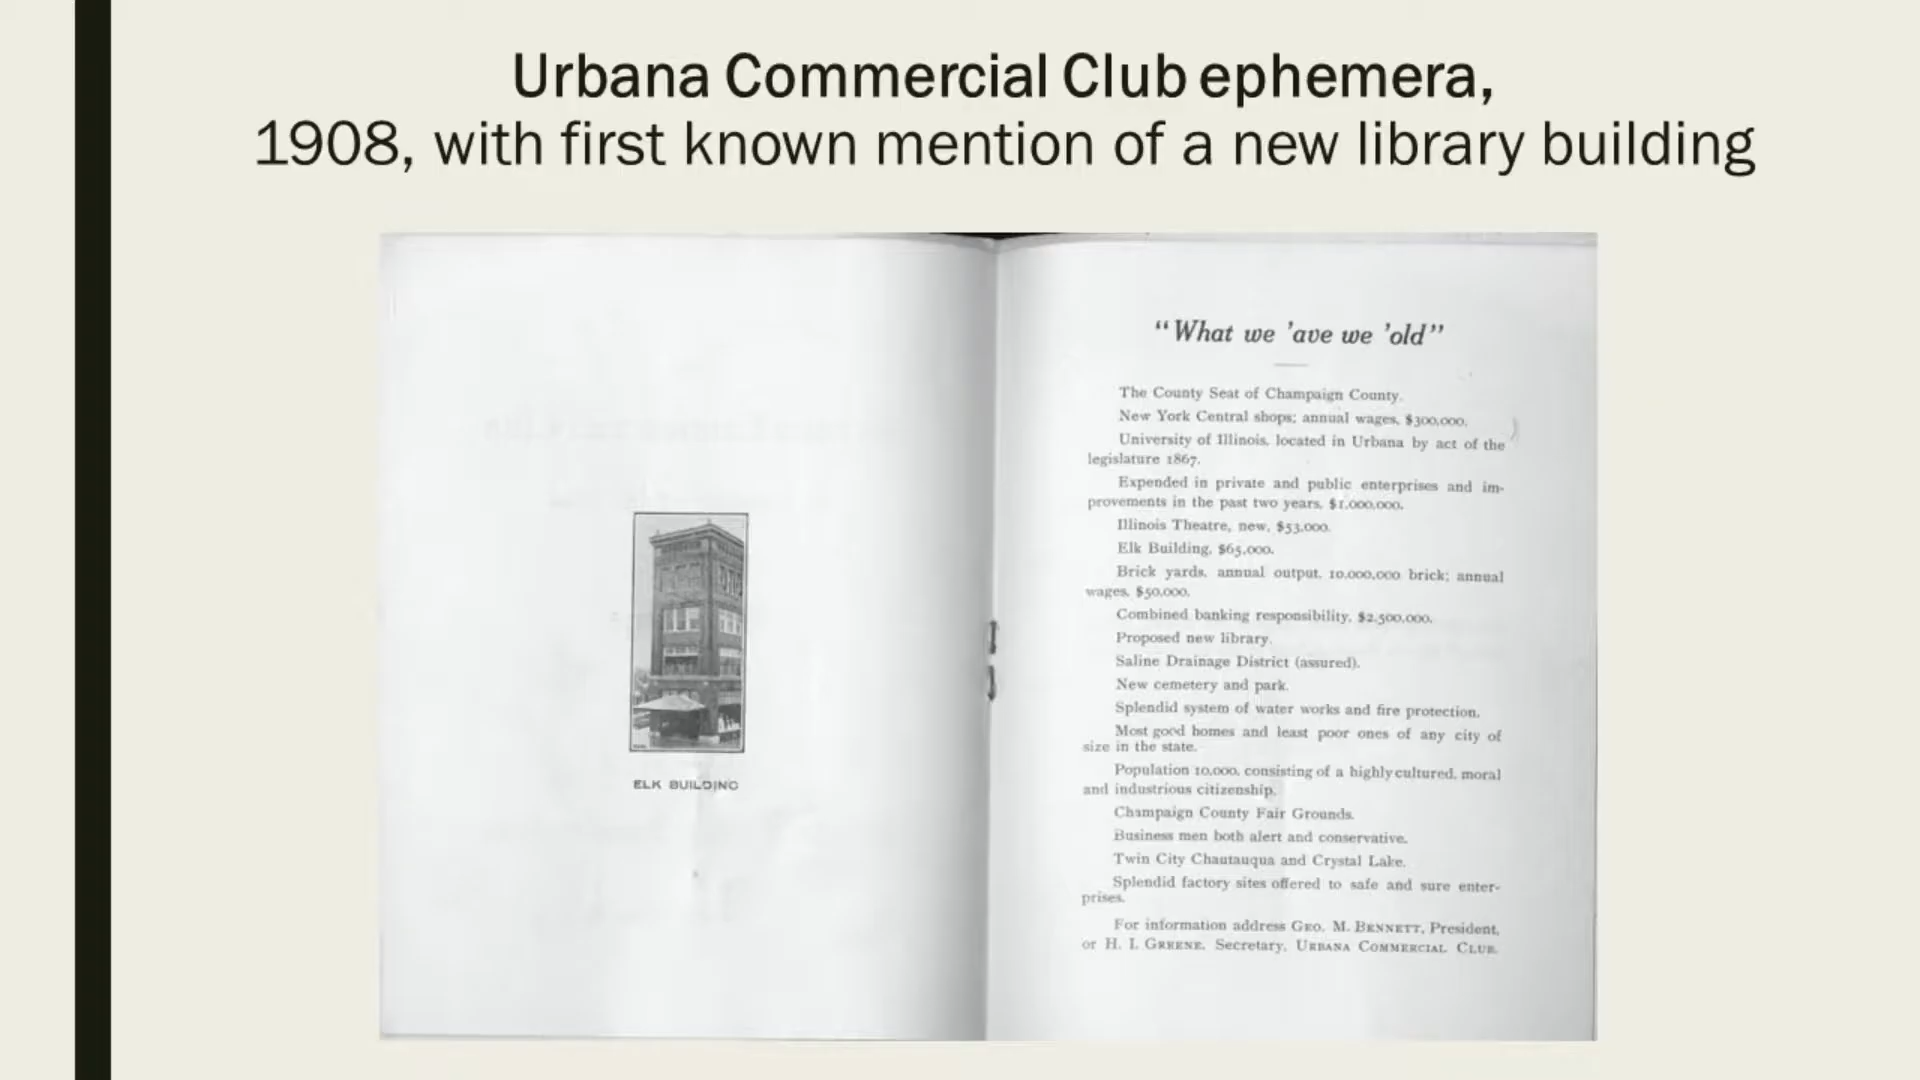 Urbana Commercial Club ephemera,
1908, with first known mention of a new library building
ELK BUILDING
“What we ’ave we ’old”
The County Seat of Champaign County.
New York Central shops; annual wages, $300,000.
University of Illinois, located in Urbana by act of the
legislature 1867.
Expended in private and public enterprises and im-
provements in the past two years, $1,000,000.
Illinois Theatre, new, $53,000.
Elk Building, $65,000.
Brick yards, annual output, 10,000,000 brick; annual
wages, $50,000.
Combined banking responsibility, $2,500,000.
Proposed new library.
Saline Drainage District (assured).
New cemetery and park.
Splendid system of water works and fire protection.
Most good homes and least poor ones of any city of
size in the state.
Population 10,000, consisting of a highly cultured, moral
and industrious citizenship.
Champaign County Fair Grounds.
Business men both alert and conservative.
Twin City Chautauqua and Crystal Lake.
Splendid factory sites offered to safe and sure enter-
prises.
For information address GEO. M. BENNETT, President,
or H. I. GREENE, Secretary, URBANA COMMERCIAL CLUB.